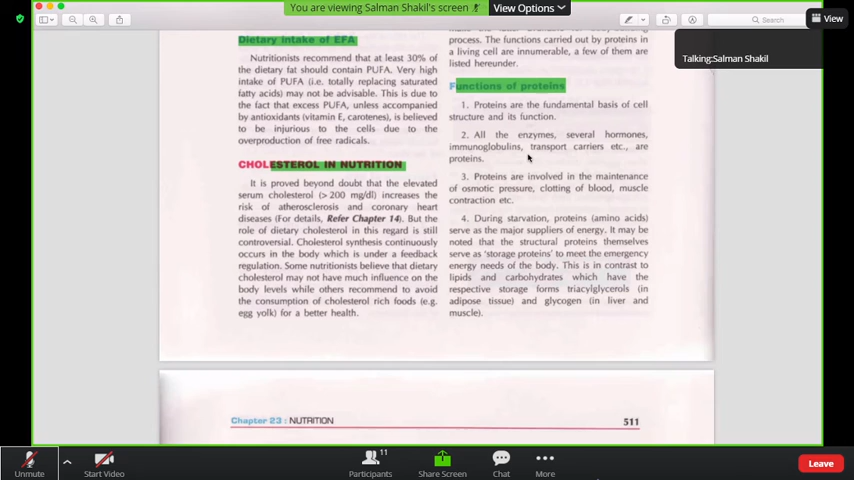 You are viewing Salman Shakil's screen
View Options
Search
View
Talking:Salman Shakil
Dietary intake of EFA
Nutritionists recommend that at least 30% of
the dietary fat should contain PUFA. Very high
intake of PUFA (i.e. totally replacing saturated
fatty acids) may not be advisable. This is due to
the fact that excess PUFA, unless accompanied
by antioxidants (vitamin E, carotenes), is believed
to be injurious to the cells due to the
overproduction of free radicals.
CHOLESTEROL IN NUTRITION
It is proved beyond doubt that the elevated
serum cholesterol (>200 mg/dl) increases the
risk of atherosclerosis and coronary heart
diseases (For details, Refer Chapter 14). But the
role of dietary cholesterol in this regard is still
controversial. Cholesterol synthesis continuously
occurs in the body which is under a feedback
regulation. Some nutritionists believe that dietary
cholesterol may not have much influence on the
body levels while others recommend to avoid
the consumption of cholesterol rich foods (e.g.
egg yolk) for a better health.
process. The functions carried out by proteins in
a living cell are innumerable, a few of them are
listed hereunder.
Functions of proteins
1. Proteins are the fundamental basis of cell
structure and its function.
2. All the enzymes, several hormones,
immunoglobulins, transport carriers etc., are
proteins.
3. Proteins are involved in the maintenance
of osmotic pressure, clotting of blood, muscle
contraction etc.
4. During starvation, proteins (amino acids)
serve as the major suppliers of energy. It may be
noted that the structural proteins themselves
serve as 'storage proteins' to meet the emergency
energy needs of the body. This is in contrast to
lipids and carbohydrates which have the
respective storage forms triacylglycerols (in
adipose tissue) and glycogen (in liver and
muscle).
Chapter 23 : NUTRITION
511
Unmute
Start Video
11
Participants
Share Screen
Chat
More
Leave